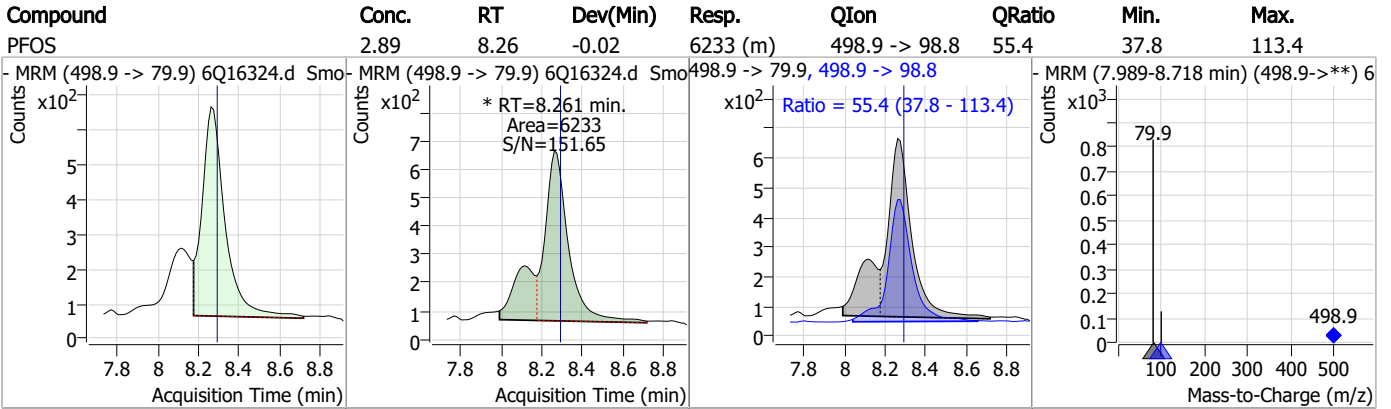 Compound Conc. RT Dev(Min) Resp. QIon QRatio Min. Max.
PFOS 2.89 8.26 -0.02 6233 (m) 498.9 -> 98.8 55.4 37.8 113.4
- MRM (498.9 -> 79.9) 6Q16324.d Smo
Counts
x10²
5
4
3
2
1
0
7.8 8 8.2 8.4 8.6 8.8
Acquisition Time (min)
- MRM (498.9 -> 79.9) 6Q16324.d Smo
Counts
x10²
* RT=8.261 min.
Area=6233
S/N=151.65
7
6
5
4
3
2
1
0
7.8 8 8.2 8.4 8.6 8.8
Acquisition Time (min)
498.9 -> 79.9, 498.9 -> 98.8
x10²
Ratio = 55.4 (37.8 - 113.4)
6
5
4
3
2
1
0
7.8 8 8.2 8.4 8.6 8.8
Acquisition Time (min)
- MRM (7.989-8.718 min) (498.9->**) 6
Counts
x10³
79.9
0.8
0.7
0.6
0.5
0.4
0.3
0.2
0.1
0
498.9
100 200 300 400 500
Mass-to-Charge (m/z)